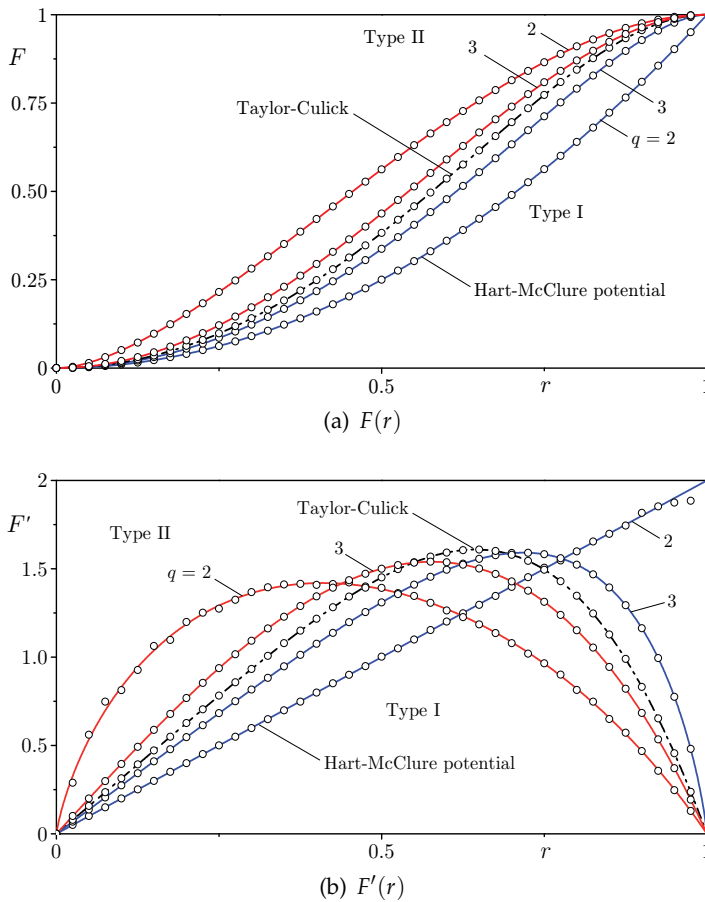 1
Type II
2
F
3
0.75
Taylor-Culick
3
q = 2
0.50
Type I
0.25
Hart-McClure potential
0
0
0.5
r
1
(a) F(r)
2
Taylor-Culick
F′
Type II
2
3
1.5
q = 2
3
1
Type I
0.5
Hart-McClure potential
0
0
0.5
r
1
(b) F′(r)